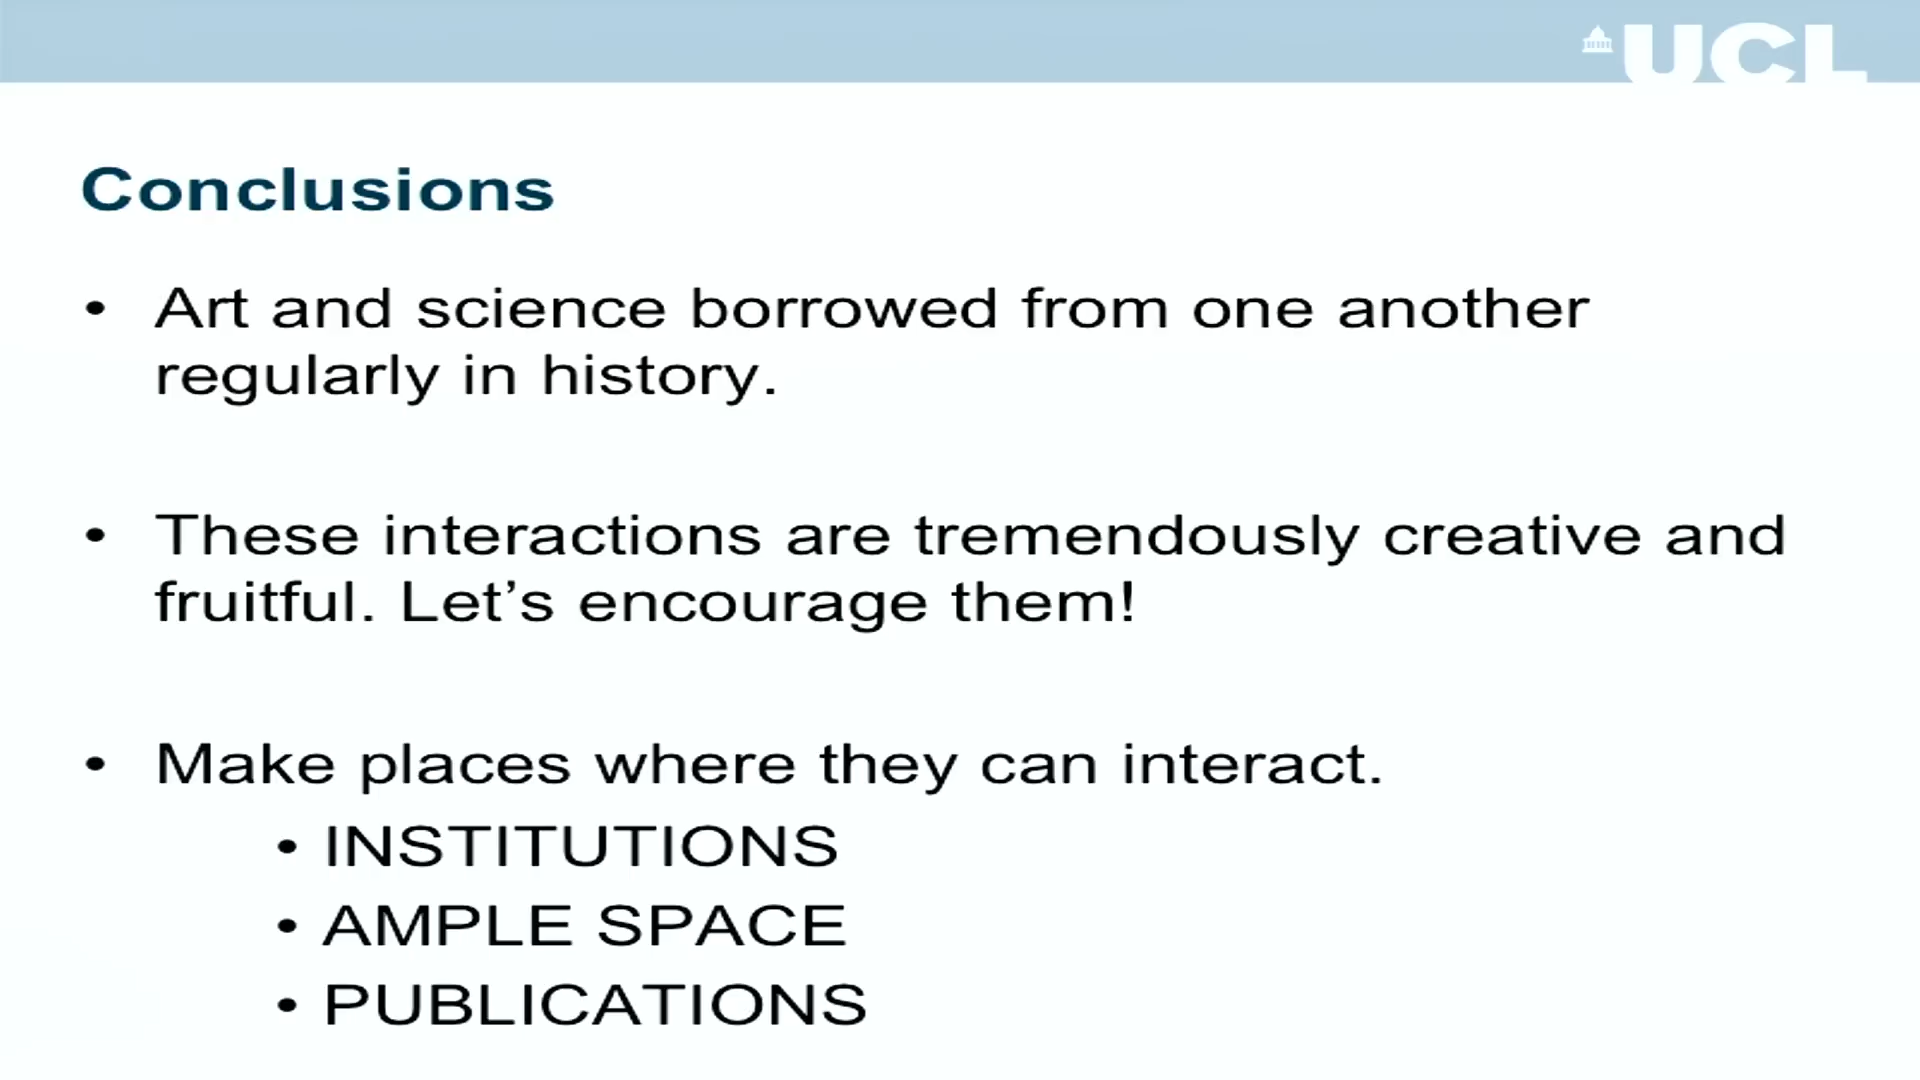 UCL
Conclusions
• Art and science borrowed from one another
regularly in history.
• These interactions are tremendously creative and
fruitful. Let’s encourage them!
• Make places where they can interact.
• INSTITUTIONS
• AMPLE SPACE
• PUBLICATIONS